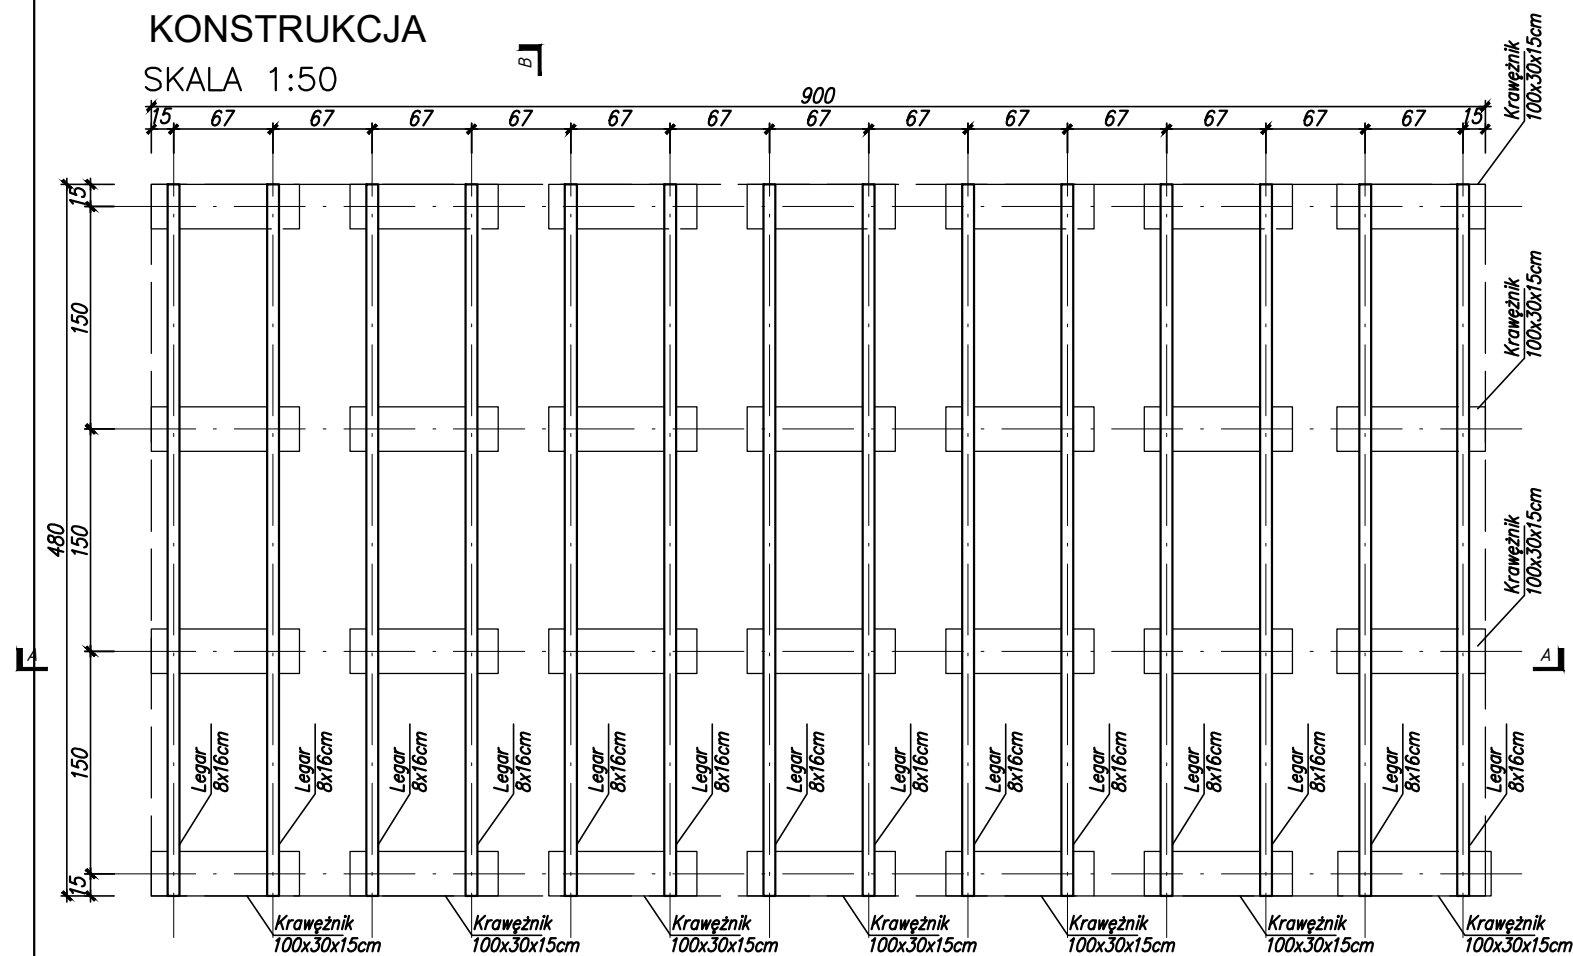 KONSTRUKCJA
SKALA 1:50
B
900
15 67 67 67 67 67 67 67 67 67 67 67 67 67 15
Krawężnik
100x30x15cm
Krawężnik
100x30x15cm
Krawężnik
100x30x15cm
480
15
150
150
150
15
A
A
Legar
8x16cm
Legar
8x16cm
Legar
8x16cm
Legar
8x16cm
Legar
8x16cm
Legar
8x16cm
Legar
8x16cm
Legar
8x16cm
Legar
8x16cm
Legar
8x16cm
Legar
8x16cm
Legar
8x16cm
Legar
8x16cm
Legar
8x16cm
Krawężnik
100x30x15cm
Krawężnik
100x30x15cm
Krawężnik
100x30x15cm
Krawężnik
100x30x15cm
Krawężnik
100x30x15cm
Krawężnik
100x30x15cm
Krawężnik
100x30x15cm